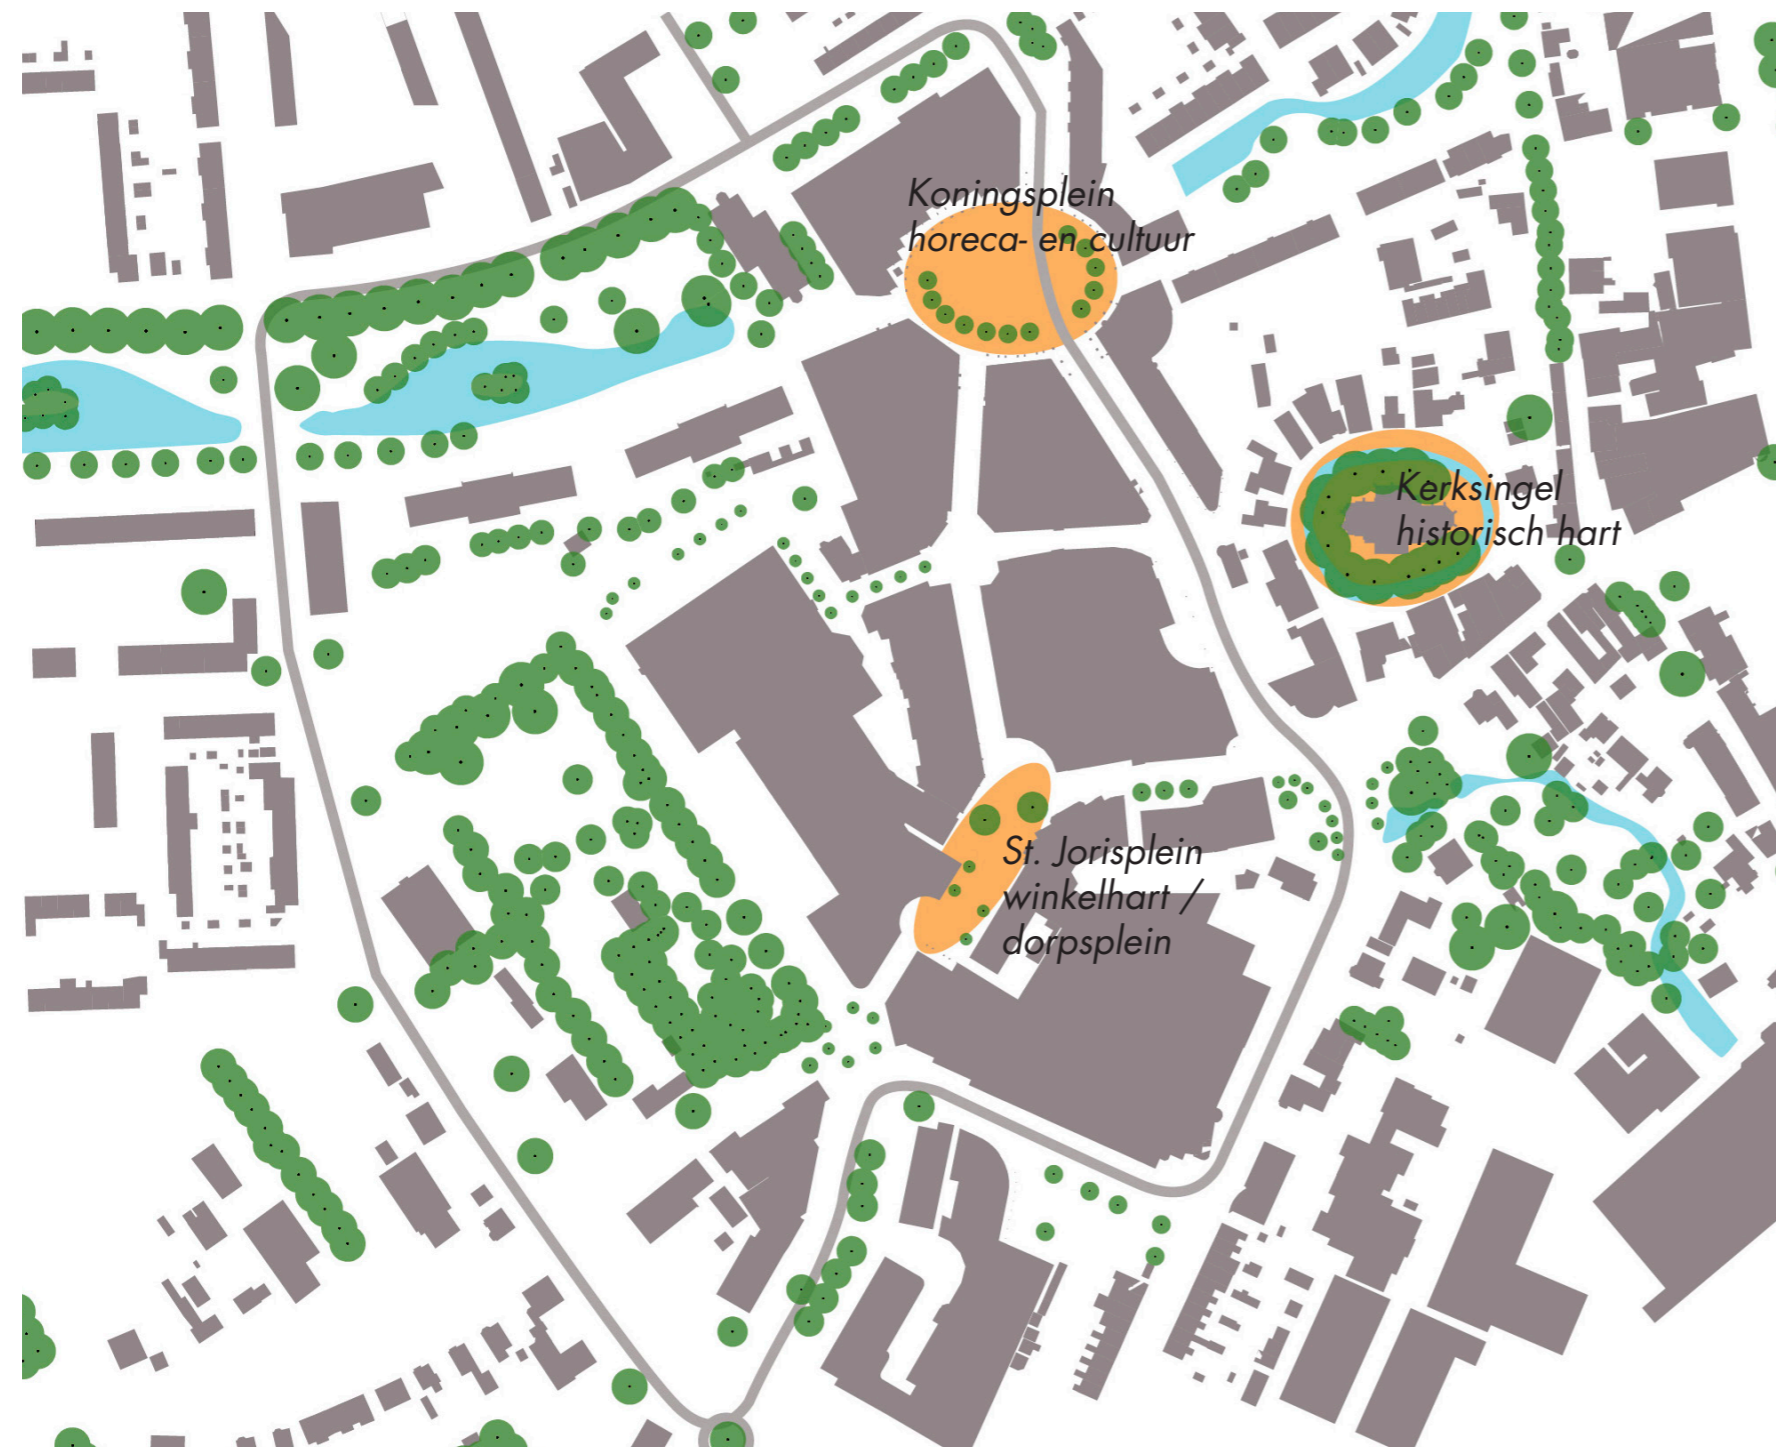 Koningsplein
horeca- en cultuur
Kerksingel
historisch hart
St. Jorisplein
winkelhart /
dorpsplein